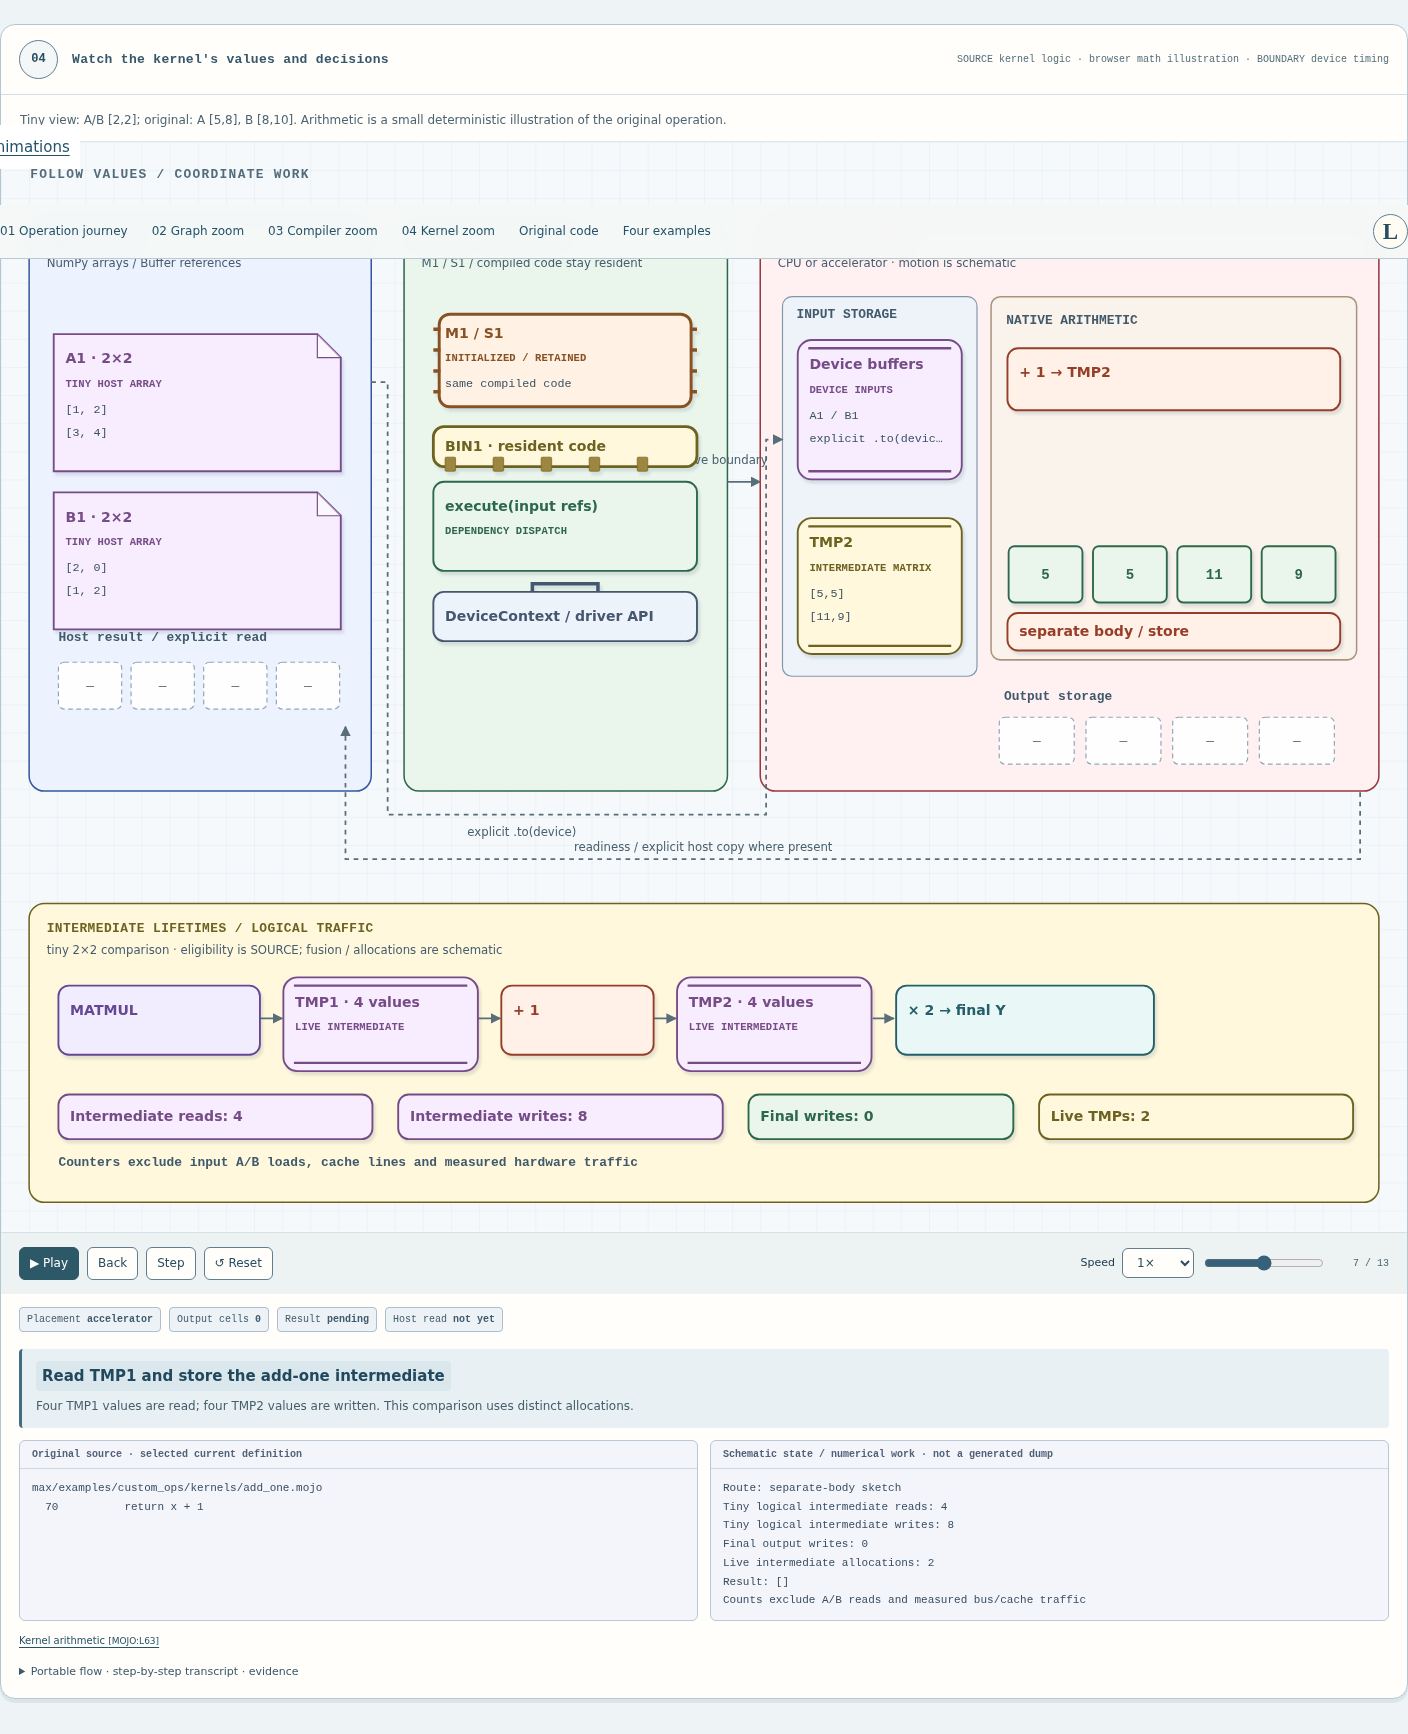 04
Watch the kernel's values and decisions
SOURCE kernel logic · browser math illustration · BOUNDARY device timing
Tiny view: A/B [2,2]; original: A [5,8], B [8,10]. Arithmetic is a small deterministic illustration of the original operation.
nimations
FOLLOW VALUES / COORDINATE WORK
01 Operation journey
02 Graph zoom
03 Compiler zoom
04 Kernel zoom
Original code
Four examples
L
NumPy arrays / Buffer references
A1 · 2×2
TINY HOST ARRAY
[1, 2]
[3, 4]
B1 · 2×2
TINY HOST ARRAY
[2, 0]
[1, 2]
Host result / explicit read
—
—
—
—
M1 / S1 / compiled code stay resident
M1 / S1
INITIALIZED / RETAINED
same compiled code
BIN1 · resident code
execute(input refs)
DEPENDENCY DISPATCH
DeviceContext / driver API
ve boundary
CPU or accelerator · motion is schematic
INPUT STORAGE
Device buffers
DEVICE INPUTS
A1 / B1
explicit .to(devic…
TMP2
INTERMEDIATE MATRIX
[5,5]
[11,9]
NATIVE ARITHMETIC
+ 1 → TMP2
5
5
11
9
separate body / store
Output storage
—
—
—
—
explicit .to(device)
readiness / explicit host copy where present
INTERMEDIATE LIFETIMES / LOGICAL TRAFFIC
tiny 2×2 comparison · eligibility is SOURCE; fusion / allocations are schematic
MATMUL
TMP1 · 4 values
LIVE INTERMEDIATE
+ 1
TMP2 · 4 values
LIVE INTERMEDIATE
× 2 → final Y
Intermediate reads: 4
Intermediate writes: 8
Final writes: 0
Live TMPs: 2
Counters exclude input A/B loads, cache lines and measured hardware traffic
▶ Play
Back
Step
↺ Reset
Speed
1×
7 / 13
Placement accelerator
Output cells 0
Result pending
Host read not yet
Read TMP1 and store the add-one intermediate
Four TMP1 values are read; four TMP2 values are written. This comparison uses distinct allocations.
Original source · selected current definition
max/examples/custom_ops/kernels/add_one.mojo
70 return x + 1
Schematic state / numerical work · not a generated dump
Route: separate-body sketch
Tiny logical intermediate reads: 4
Tiny logical intermediate writes: 8
Final output writes: 0
Live intermediate allocations: 2
Result: []
Counts exclude A/B reads and measured bus/cache traffic
Kernel arithmetic [MOJO:L63]
▶ Portable flow · step-by-step transcript · evidence